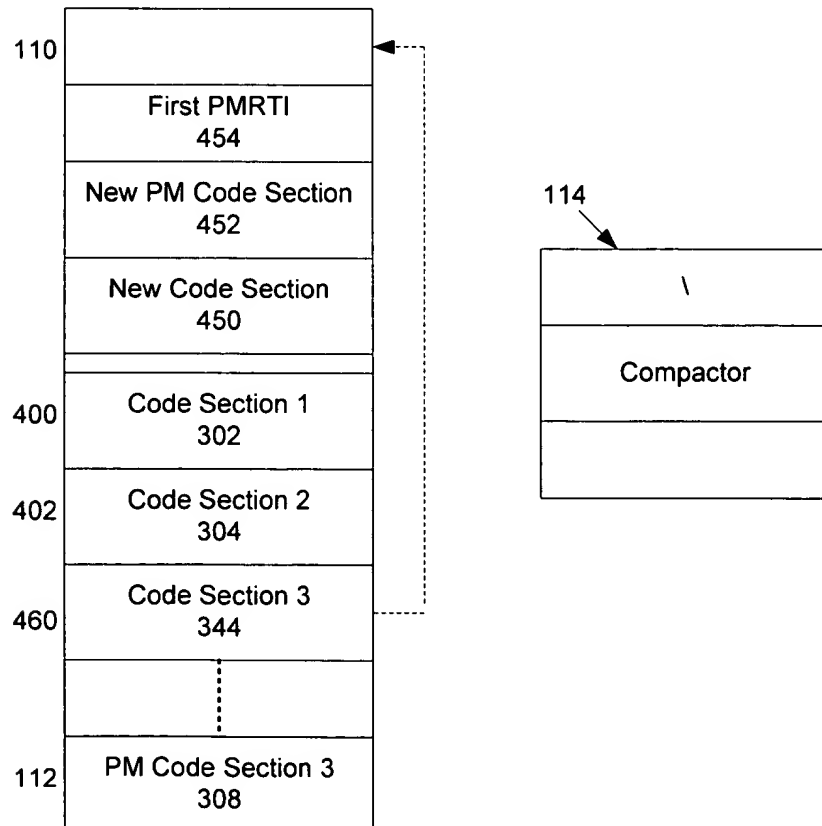 110
First PMRTI
454
New PM Code Section
452
114
New Code Section
450
Compactor
400
Code Section 1
302
402
Code Section 2
304
460
Code Section 3
344
112
PM Code Section 3
308